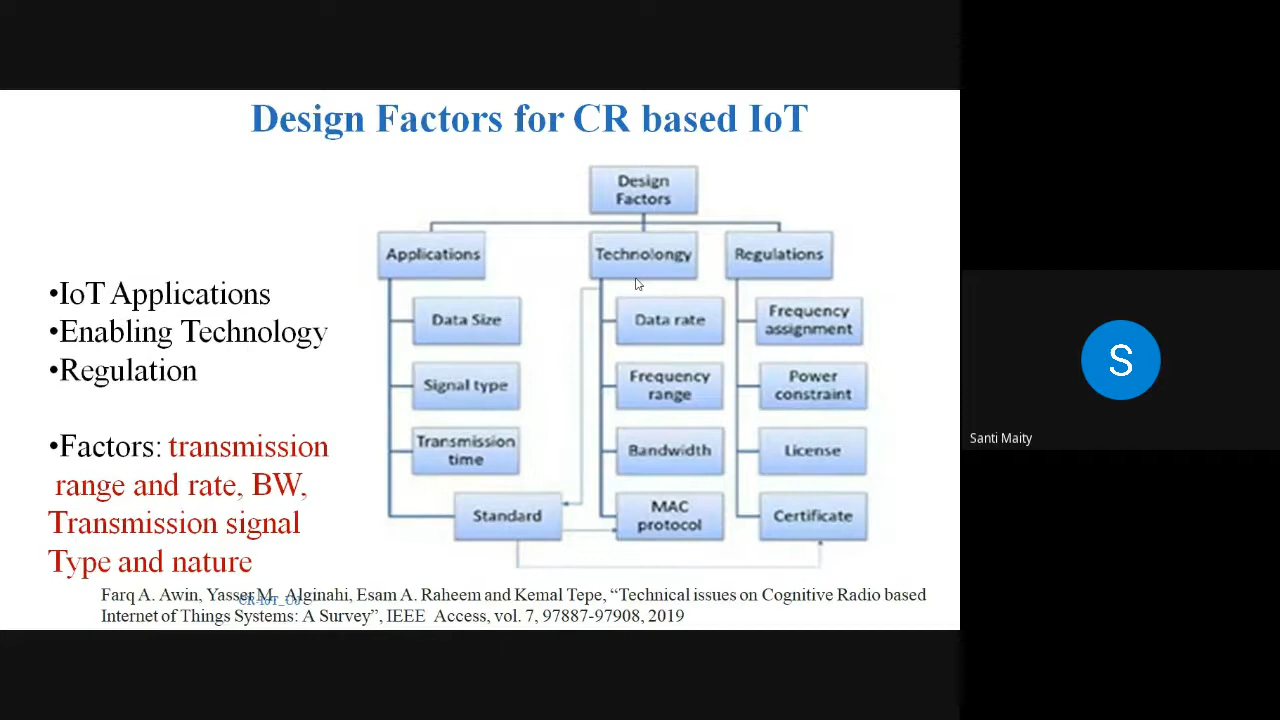 Design Factors for CR based IoT
Design
Factors
Applications
Technolongy
Regulations
Data Size
Signal type
Transmission
time
Standard
Data rate
Frequency
range
Bandwidth
MAC
protocol
Frequency
assignment
Power
constraint
License
Certificate
•IoT Applications
•Enabling Technology
•Regulation
•Factors: transmission
range and rate, BW,
Transmission signal
Type and nature
Farq A. Awin, Yasser M. Alginahi, Esam A. Raheem and Kemal Tepe, “Technical issues on Cognitive Radio based
Internet of Things Systems: A Survey”, IEEE Access, vol. 7, 97887-97908, 2019
S
Santi Maity